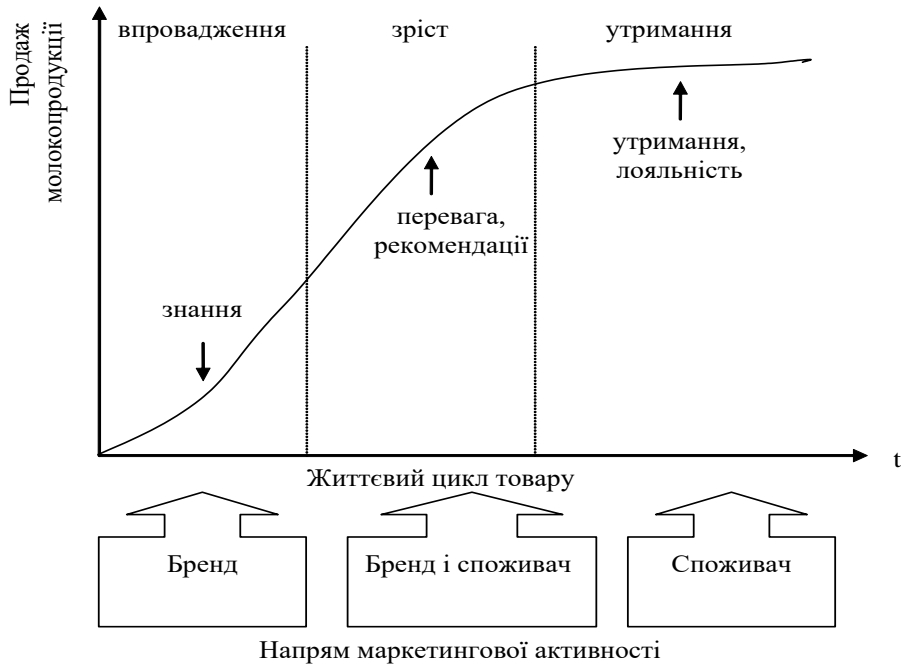 Продаж
молокопродукції
впровадження
зріст
утримання
утримання,
лояльність
перевага,
рекомендації
знання
t
Життєвий цикл товару
Бренд
Бренд і споживач
Споживач
Напрям маркетингової активності